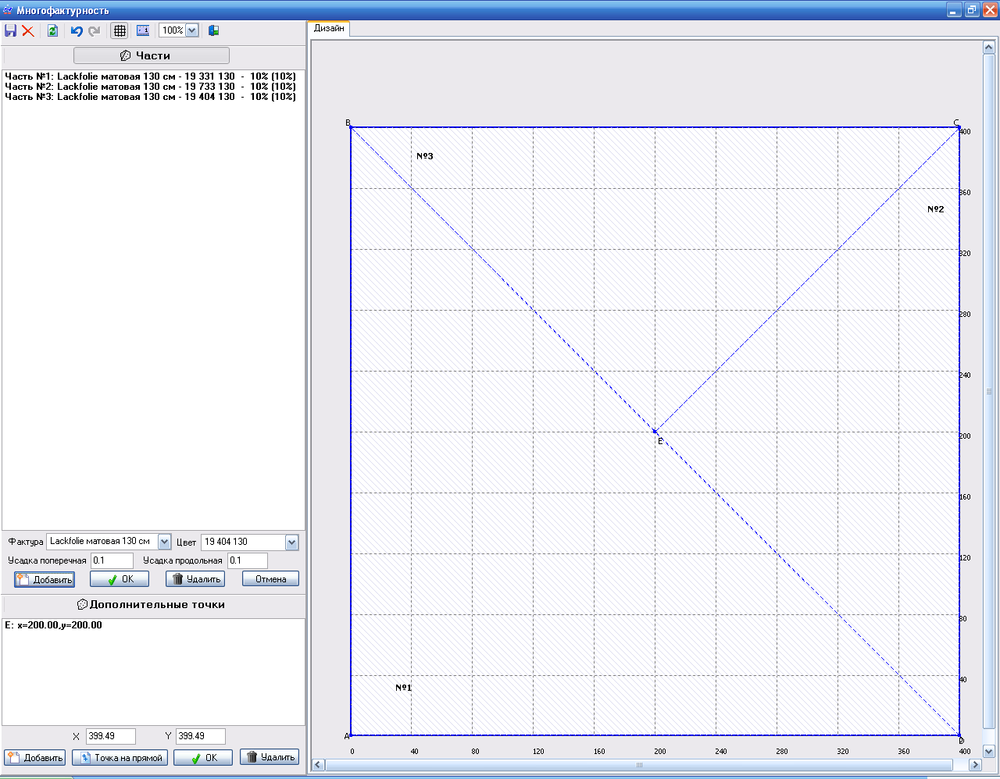 Многофактурность
100%
Дизайн
Части
Часть №1: Lackfolie матовая 130 см - 19 331 130 - 10% (10%)
Часть №2: Lackfolie матовая 130 см - 19 733 130 - 10% (10%)
Часть №3: Lackfolie матовая 130 см - 19 404 130 - 10% (10%)
Фактура Lackfolie матовая 130 см Цвет 19 404 130
Усадка поперечная 0.1 Усадка продольная 0.1
Добавить OK Удалить Отмена
Дополнительные точки
E: x=200.00,y=200.00
X 399.49 Y 399.49
Добавить Точка на прямой OK Удалить
B C
400
№3
360
№2
320
280
240
200
E
160
120
80
40
№1
A D
0 40 80 120 160 200 240 280 320 360 400